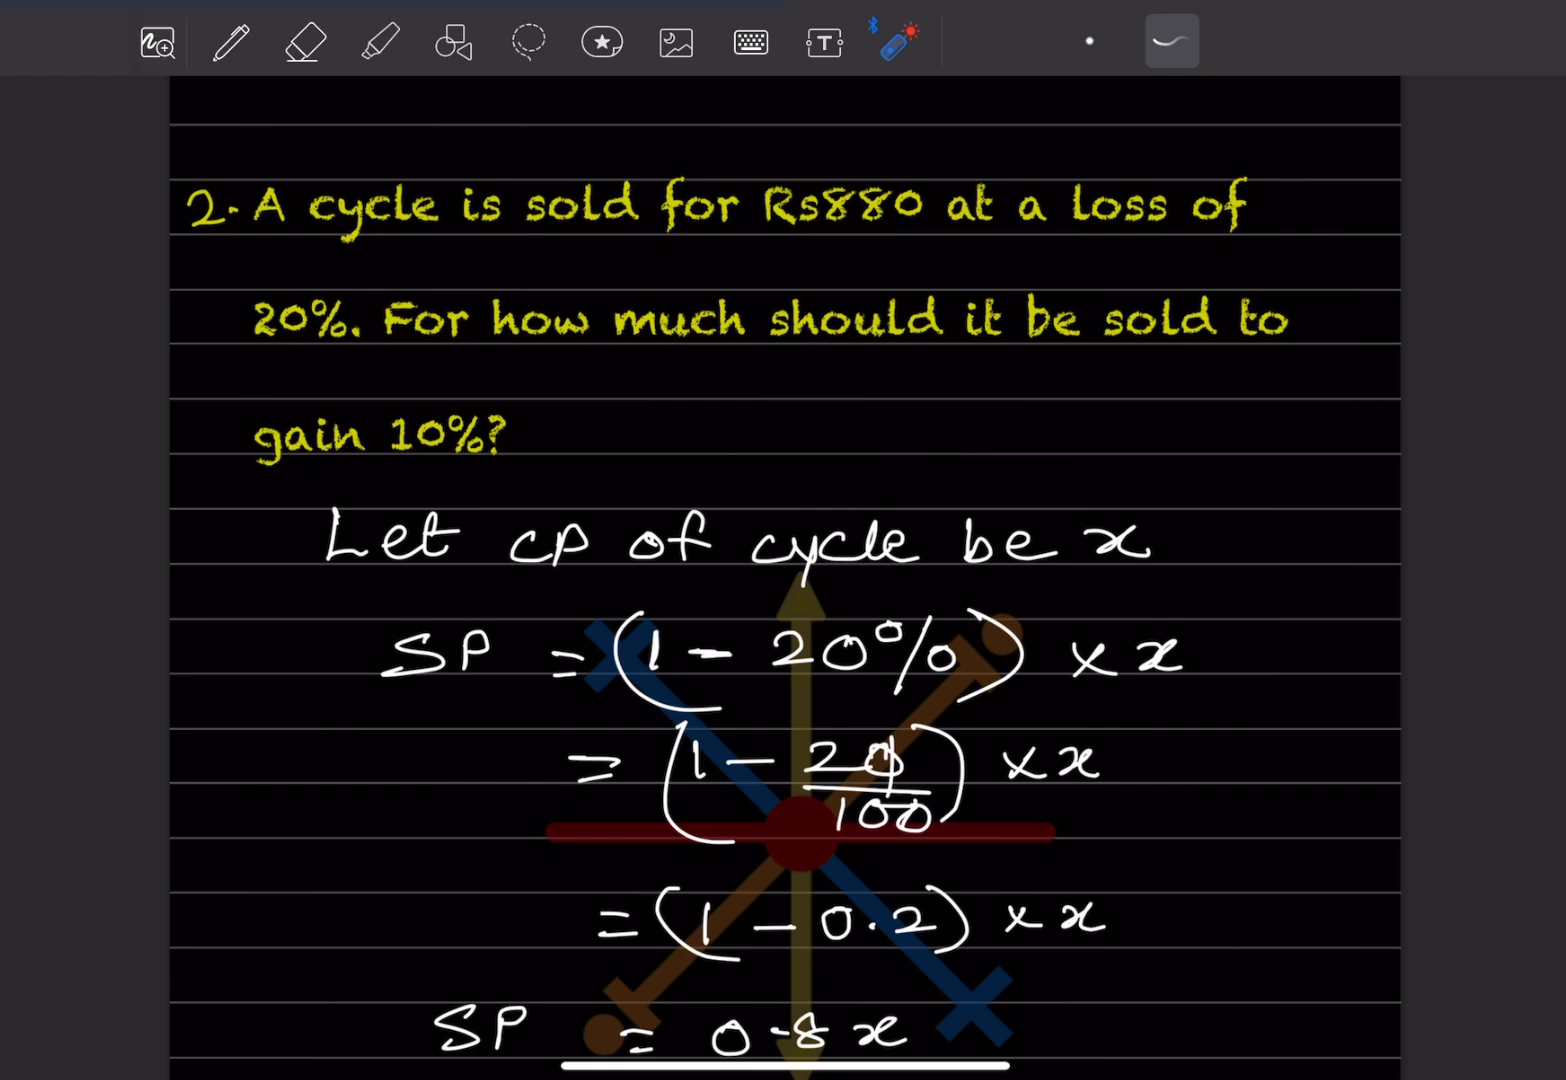 2. A cycle is sold for Rs880 at a loss of
20%. For how much should it be sold to
gain 10%?
Let CP of cycle be x
SP = (1 - 20%) × x
= (1 - 20/100) × x
= (1 - 0.2) × x
SP = 0.8x